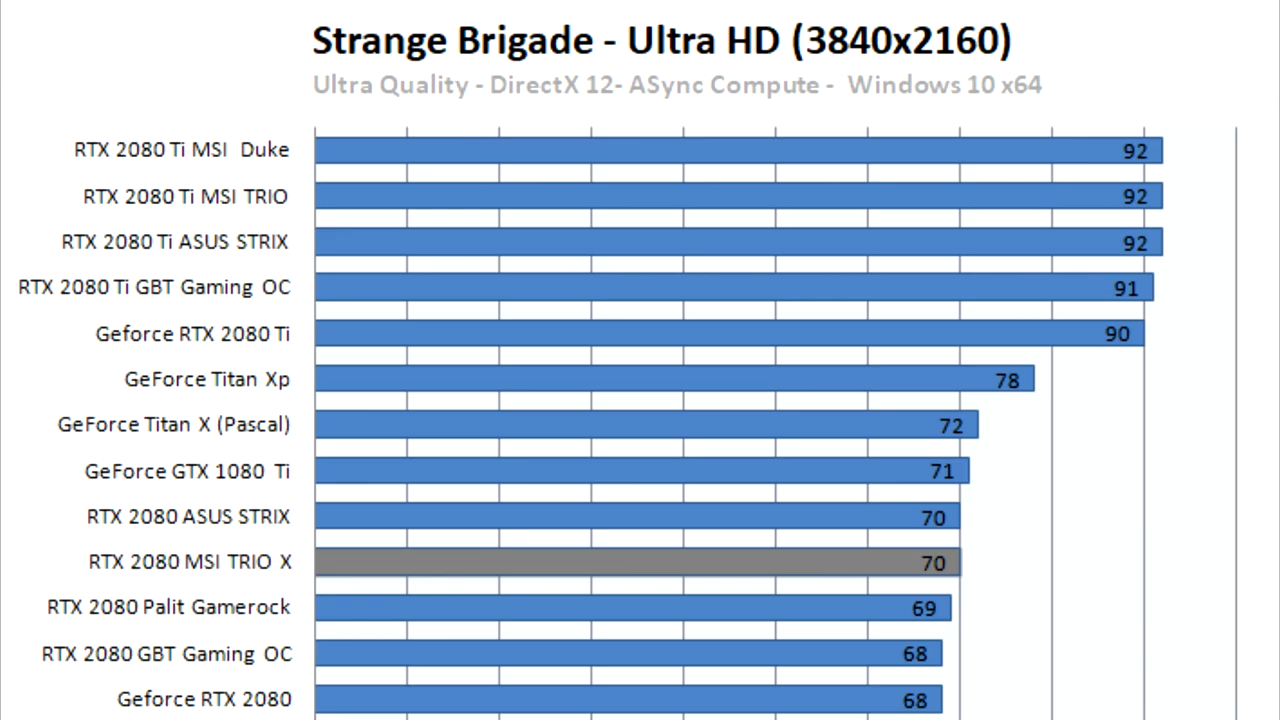 Strange Brigade - Ultra HD (3840x2160)
Ultra Quality - DirectX 12- ASync Compute - Windows 10 x64
RTX 2080 Ti MSI Duke 92
RTX 2080 Ti MSI TRIO 92
RTX 2080 Ti ASUS STRIX 92
RTX 2080 Ti GBT Gaming OC 91
Geforce RTX 2080 Ti 90
GeForce Titan Xp 78
GeForce Titan X (Pascal) 72
GeForce GTX 1080 Ti 71
RTX 2080 ASUS STRIX 70
RTX 2080 MSI TRIO X 70
RTX 2080 Palit Gamerock 69
RTX 2080 GBT Gaming OC 68
Geforce RTX 2080 68